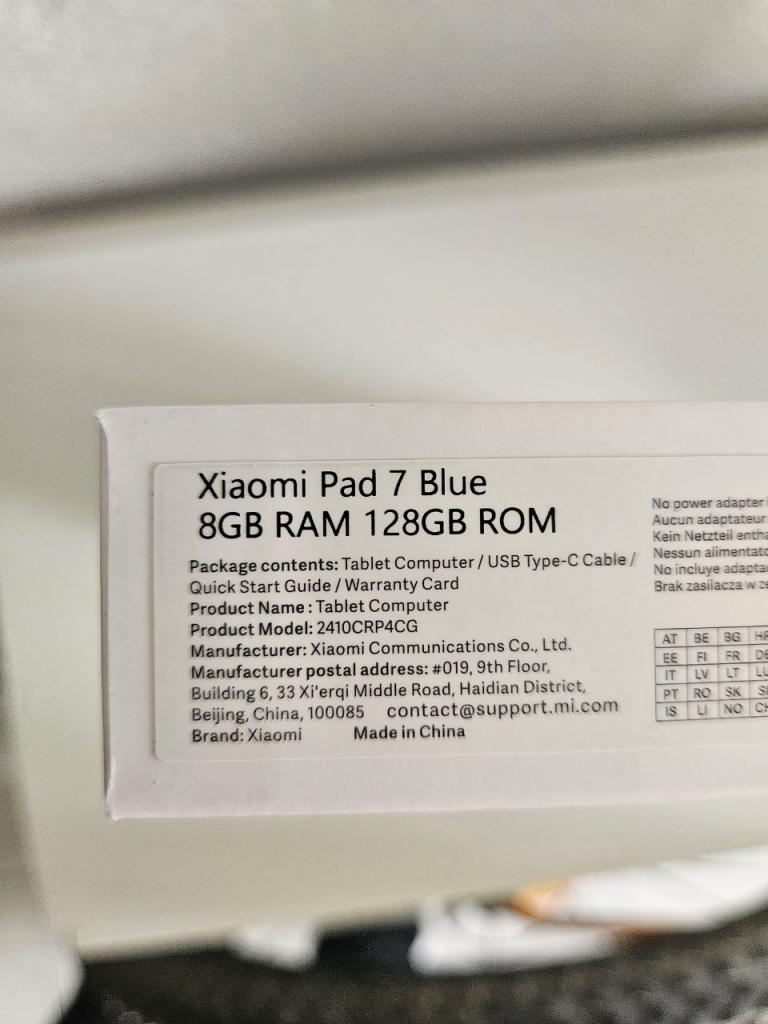 Xiaomi Pad 7 Blue
8GB RAM 128GB ROM
Package contents: Tablet Computer / USB Type-C Cable /
Quick Start Guide / Warranty Card
Product Name : Tablet Computer
Product Model: 2410CRP4CG
Manufacturer: Xiaomi Communications Co., Ltd.
Manufacturer postal address: #019, 9th Floor,
Building 6, 33 Xi'erqi Middle Road, Haidian District,
Beijing, China, 100085 contact@support.mi.com
Brand: Xiaomi Made in China
No power adapter
Aucun adaptateur
Kein Netzteil
Nessun
No incluye
Brak zasilacza w
AT BE BG
EE FI FR
IT LV LT
PT RO SK
IS LI NO